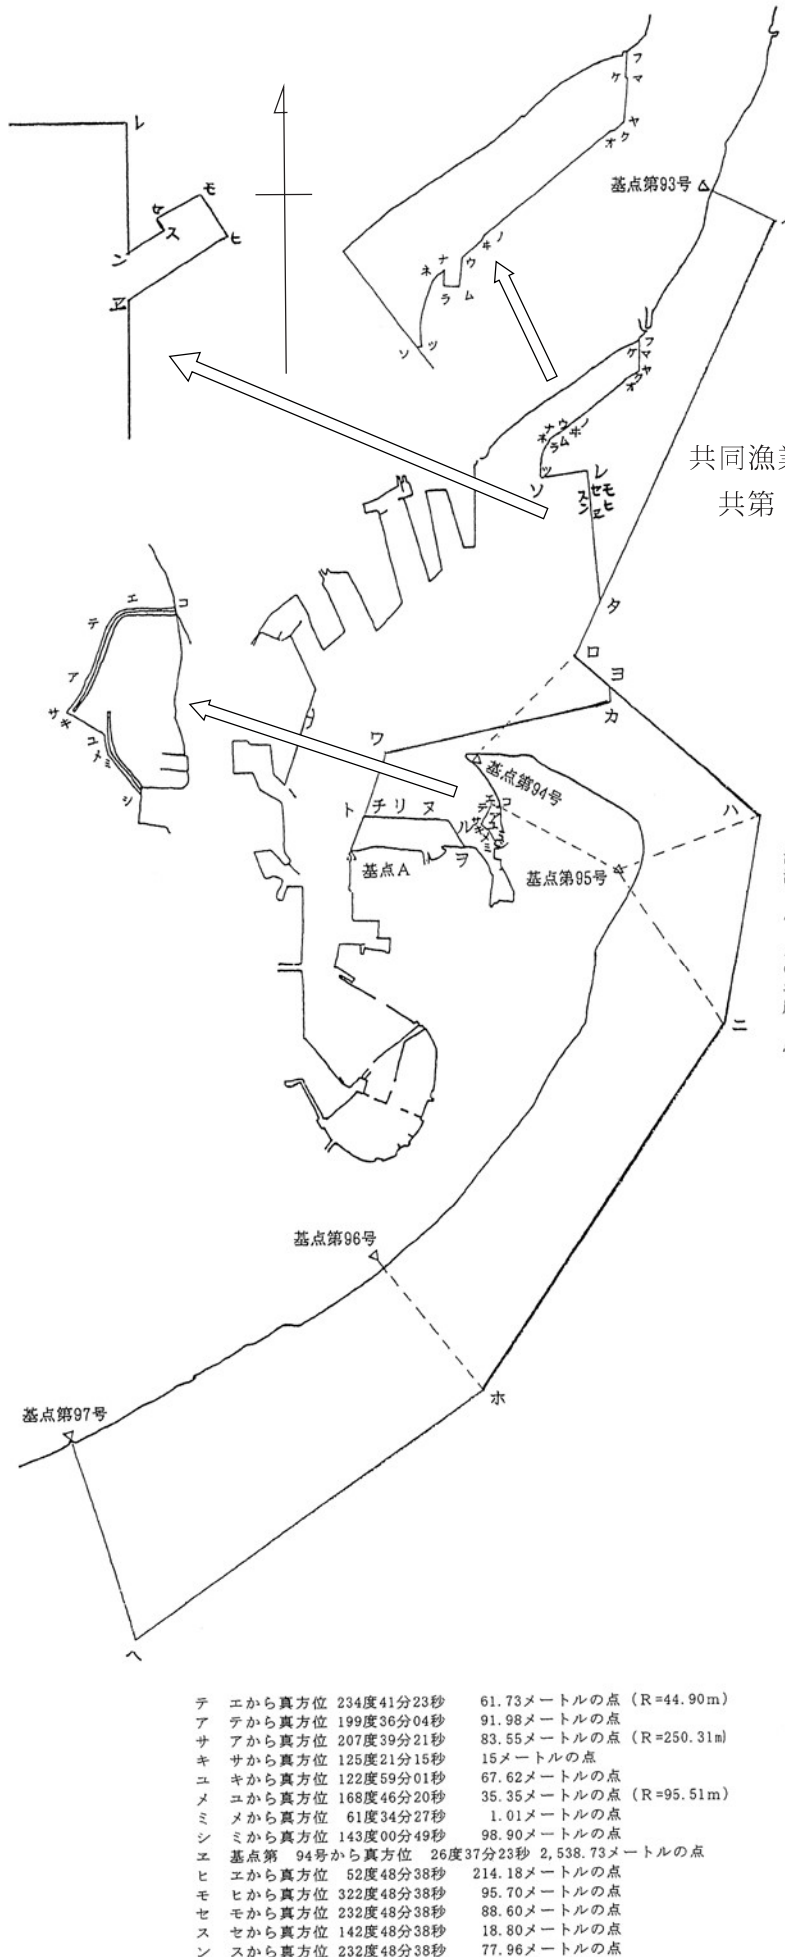 レ
モ
セ
ス
ヒ
ン
ヱ
フ
ケ マ
ヤ
ク
オ
ノ
ヰ
ウ
ナ
ネ
ラ ム
ソ ツ
基点第93号
フ
ケ マ
ヤ
ク
オ
ノ
ヰ
ウ
ナ
ネ
ム
ラ
ツ
ソ
レ
セ モ
ス ヒ
ン ヱ
共同漁業
共第
タ
ロ
ヨ
カ
ワ
コ
エ
テ
ア
サ
キ
ユ
メ
ミ
シ
基点第94号
ト チ リ ヌ
ル
ヲ
ハ
基点A
基点第95号
ニ
基点第96号
ホ
基点第97号
ヘ
テ エから真方位 234度41分23秒 61.73メートルの点 (R=44.90m)
ア テから真方位 199度36分04秒 91.98メートルの点
サ アから真方位 207度39分21秒 83.55メートルの点 (R=250.31m)
キ サから真方位 125度21分15秒 15メートルの点
ユ キから真方位 122度59分01秒 67.62メートルの点
メ ユから真方位 168度46分20秒 35.35メートルの点 (R=95.51m)
ミ メから真方位 61度34分27秒 1.01メートルの点
シ ミから真方位 143度00分49秒 98.90メートルの点
ヱ 基点第 94号から真方位 26度37分23秒 2,538.73メートルの点
ヒ ヱから真方位 52度48分38秒 214.18メートルの点
モ ヒから真方位 322度48分38秒 95.70メートルの点
セ モから真方位 232度48分38秒 88.60メートルの点
ス セから真方位 142度48分38秒 18.80メートルの点
ン スから真方位 232度48分38秒 77.96メートルの点